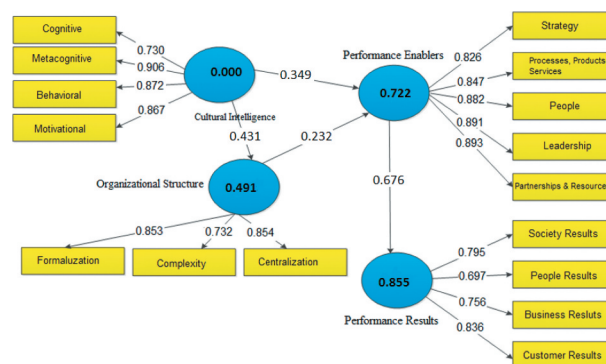 Cognitive
Metacognitive
Behavioral
Motivational
0.730
0.906
0.872
0.867
0.000
Cultural Intelligence
0.349
0.431
0.232
Organizational Structure
0.491
0.853
0.732
0.854
Formaluzation
Complexity
Centralization
Performance Enablers
0.722
0.826
0.847
0.882
0.891
0.893
Strategy
Processes, Products
Services
People
Leadership
Partnerships & Resource
0.676
0.855
Performance Results
0.795
0.697
0.756
0.836
Society Results
People Results
Business Resluts
Customer Results